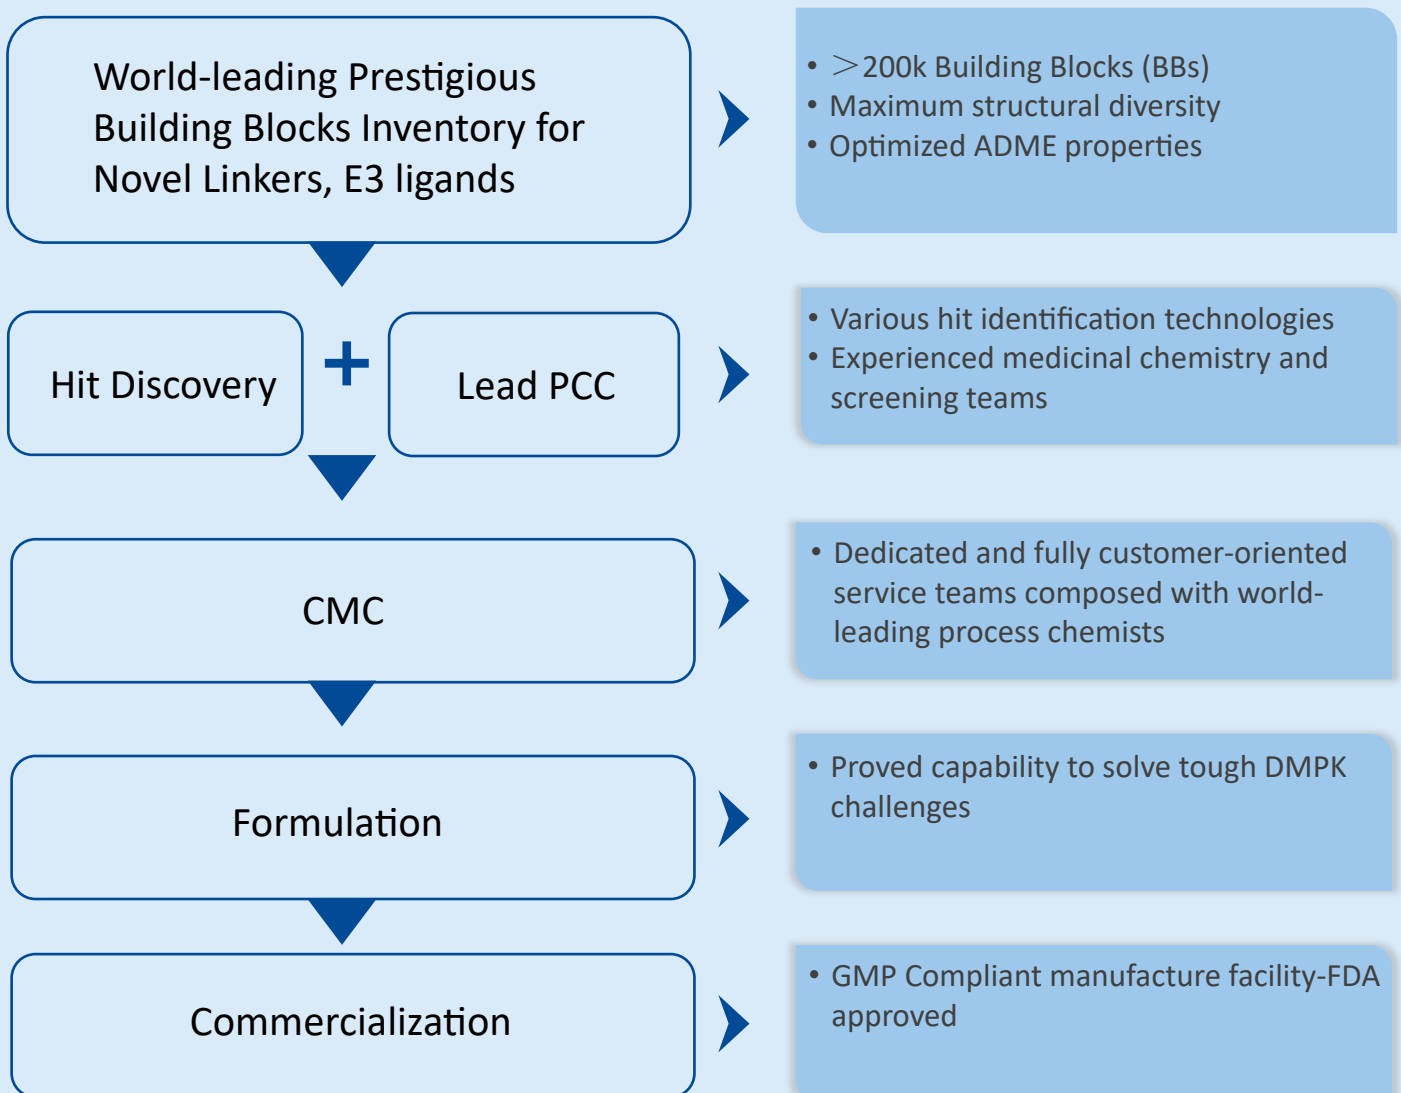 World-leading Prestigious
Building Blocks Inventory for
Novel Linkers, E3 ligands
• ＞200k Building Blocks (BBs)
• Maximum structural diversity
• Optimized ADME properties
Hit Discovery
+
Lead PCC
• Various hit identification technologies
• Experienced medicinal chemistry and
screening teams
CMC
• Dedicated and fully customer-oriented
service teams composed with world-
leading process chemists
Formulation
• Proved capability to solve tough DMPK
challenges
Commercialization
• GMP Compliant manufacture facility-FDA
approved